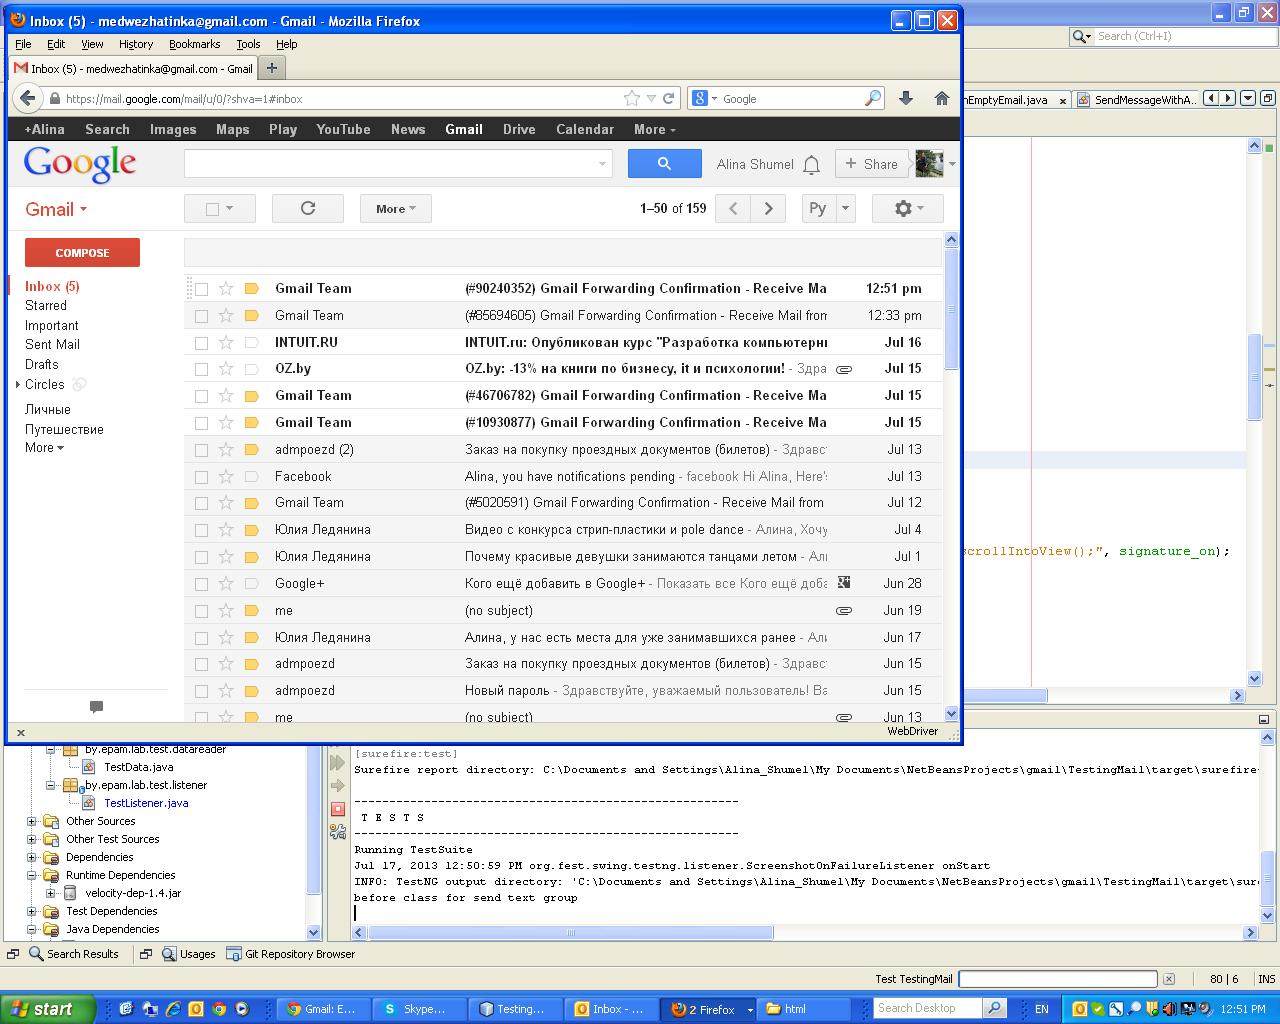 Inbox (5) - medwezhatinka@gmail.com - Gmail - Mozilla Firefox
File Edit View History Bookmarks Tools Help
Search (Ctrl+I)
Inbox (5) - medwezhatinka@gmail.com - Gmail
https://mail.google.com/mail/u/0/?shva=1#inbox
Google
nEmptyEmail.java
SendMessageWithA...
+Alina Search Images Maps Play YouTube News Gmail Drive Calendar More
Google
Alina Shumel
+ Share
Gmail
More
1–50 of 159
Ру
COMPOSE
Inbox (5)
Starred
Important
Sent Mail
Drafts
Circles
Личные
Путешествие
More
Gmail Team (#90240352) Gmail Forwarding Confirmation - Receive Ma 12:51 pm
Gmail Team (#85694605) Gmail Forwarding Confirmation - Receive Mail from 12:33 pm
INTUIT.RU INTUIT.ru: Опубликован курс "Разработка компьютерн Jul 16
OZ.by OZ.by: -13% на книги по бизнесу, it и психологии! - Здра Jul 15
Gmail Team (#46706782) Gmail Forwarding Confirmation - Receive Ma Jul 15
Gmail Team (#10930877) Gmail Forwarding Confirmation - Receive Ma Jul 15
admpoezd (2) Заказ на покупку проездных документов (билетов) - Здравст Jul 13
Facebook Alina, you have notifications pending - facebook Hi Alina, Here's Jul 13
Gmail Team (#5020591) Gmail Forwarding Confirmation - Receive Mail from Jul 12
Юлия Ледянина Видео с конкурса стрип-пластики и pole dance - Алина, Хочу Jul 4
Юлия Ледянина Почему красивые девушки занимаются танцами летом - Али Jul 1
Google+ Кого ещё добавить в Google+ - Показать все Кого ещё доба Jun 28
me (no subject) Jun 19
Юлия Ледянина Алина, у нас есть места для уже занимавшихся ранее - Али Jun 17
admpoezd Заказ на покупку проездных документов (билетов) - Здравст Jun 15
admpoezd Новый пароль - Здравствуйте, уважаемый пользователь! Ва Jun 15
me (no subject) Jun 13
scrollIntoView();", signature_on);
WebDriver
by.epam.lab.test.datareader
TestData.java
by.epam.lab.test.listener
TestListener.java
Other Sources
Other Test Sources
Dependencies
Runtime Dependencies
velocity-dep-1.4.jar
Test Dependencies
Java Dependencies
[surefire:test]
Surefire report directory: C:\Documents and Settings\Alina_Shumel\My Documents\NetBeansProjects\gmail\TestingMail\target\surefire
-------------------------------------------------------
T E S T S
-------------------------------------------------------
Running TestSuite
Jul 17, 2013 12:50:59 PM org.fest.swing.testng.listener.ScreenshotOnFailureListener onStart
INFO: TestNG output directory: 'C:\Documents and Settings\Alina_Shumel\My Documents\NetBeansProjects\gmail\TestingMail\target\sure
before class for send text group
Search Results Usages Git Repository Browser
Test TestingMail 80 | 6 INS
start Gmail: E... Skype... Testing... Inbox - ... 2 Firefox html Search Desktop EN 12:51 PM